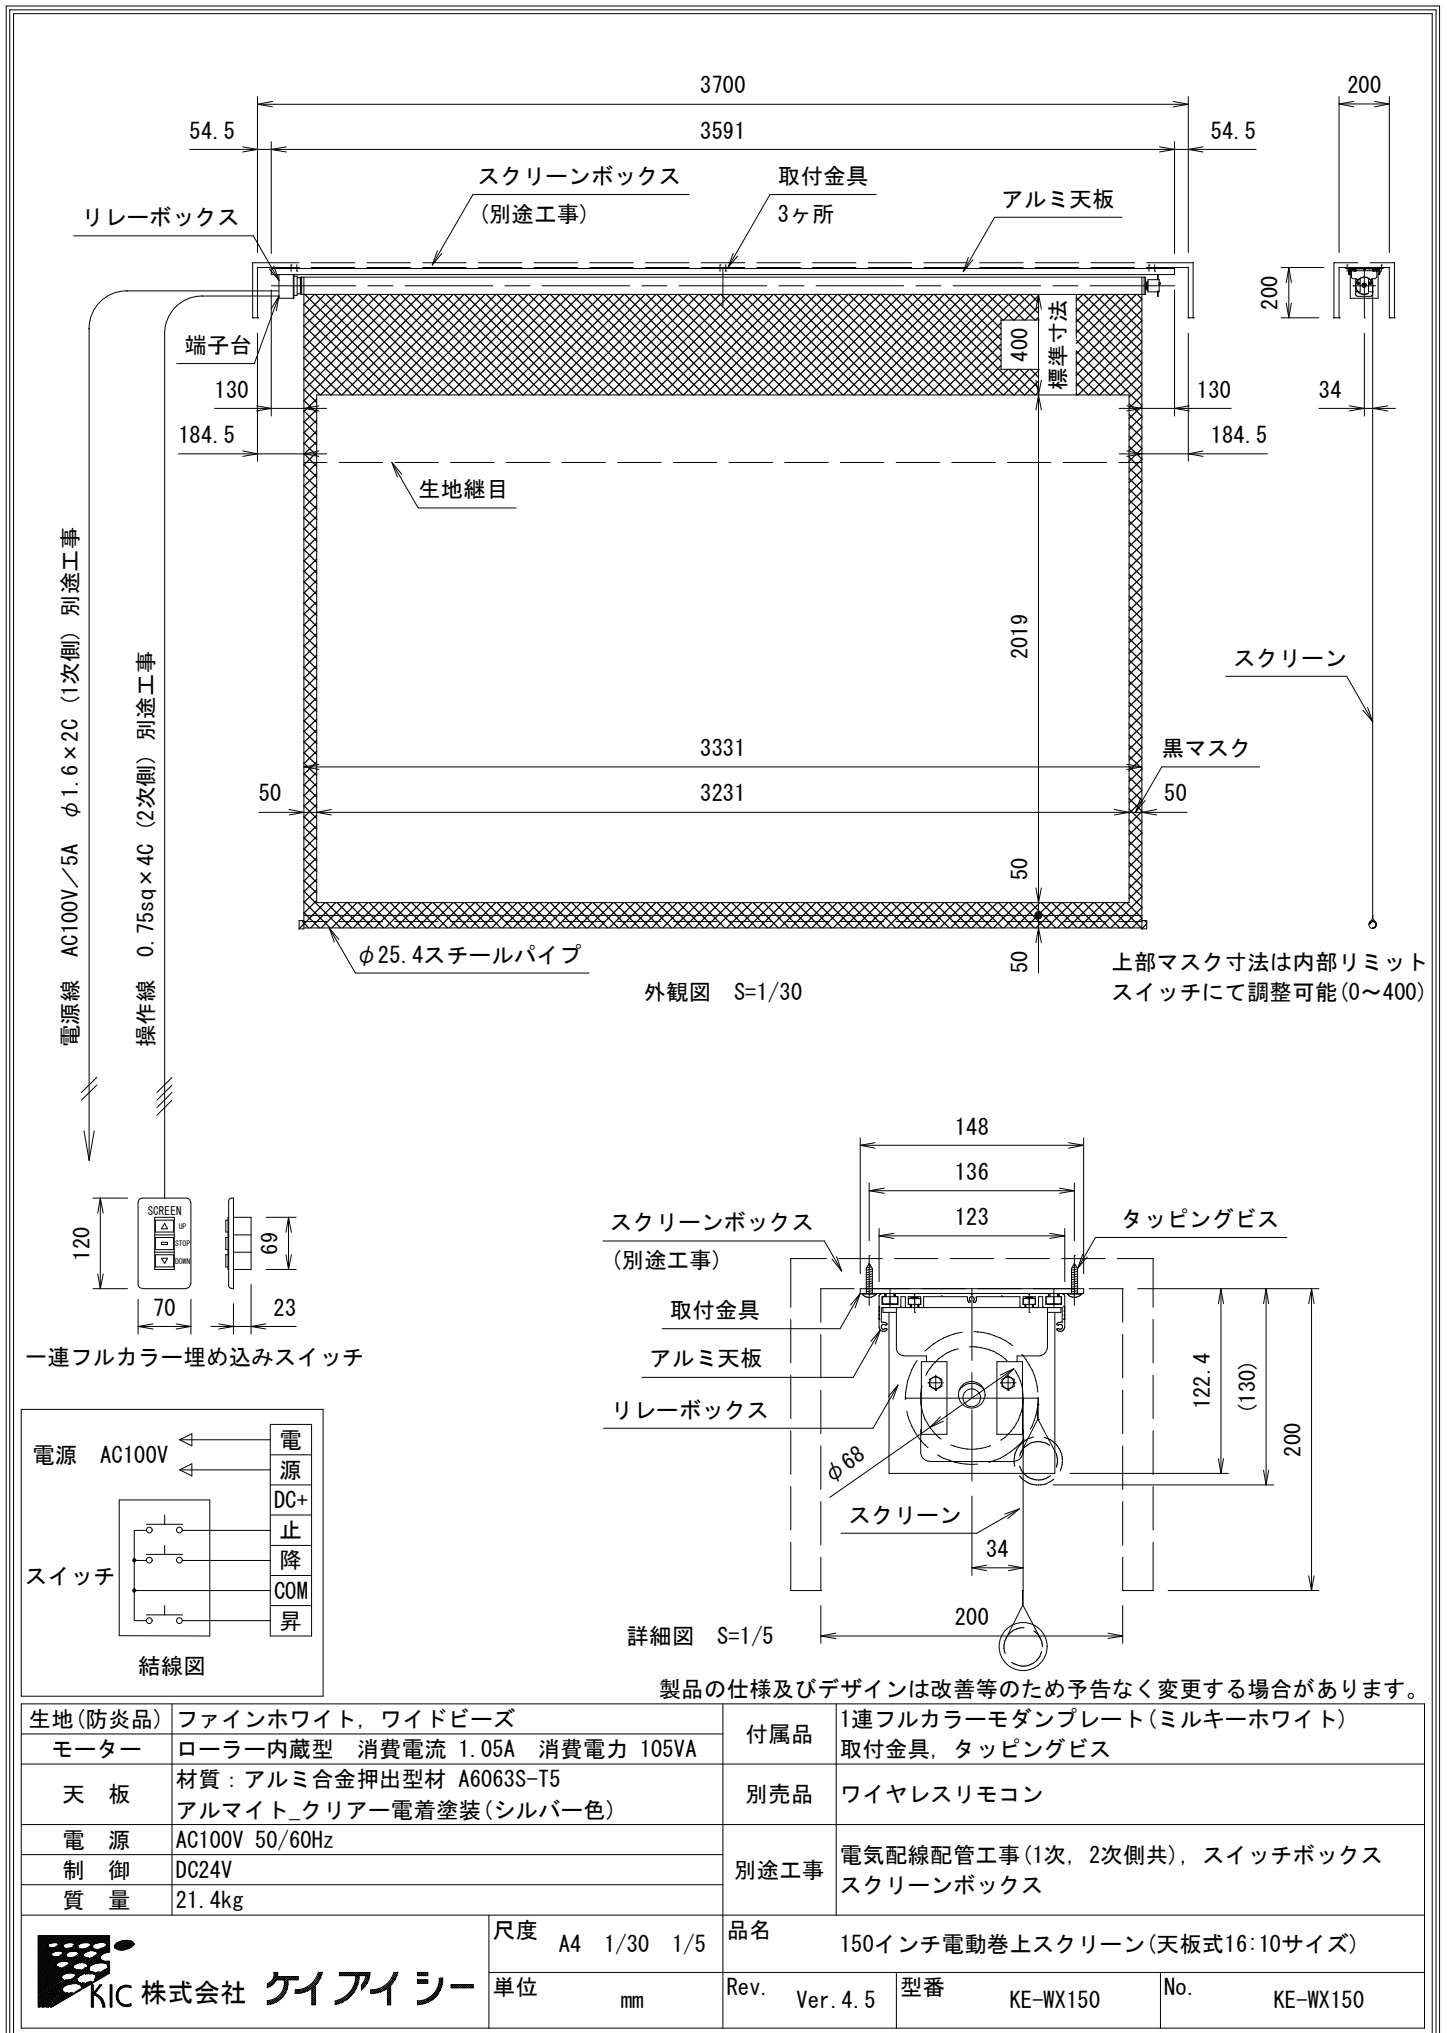 3700
200
54.5
3591
54.5
スクリーンボックス
(別途工事)
取付金具
3ヶ所
アルミ天板
リレーボックス
200
端子台
400
標準寸法
130
130
34
184.5
184.5
生地継目
電源線 AC100V/5A φ1.6×2C (1次側) 別途工事
操作線 0.75sq×4C (2次側) 別途工事
2019
スクリーン
3331
黒マスク
50
3231
50
50
φ25.4スチールパイプ
50
外観図 S=1/30
上部マスク寸法は内部リミット
スイッチにて調整可能(0~400)
148
136
123
スクリーンボックス
(別途工事)
タッピングビス
取付金具
アルミ天板
リレーボックス
φ68
122.4
(130)
200
スクリーン
34
200
詳細図 S=1/5
SCREEN
UP
STOP
DOWN
120
69
70
23
一連フルカラー埋め込みスイッチ
電源 AC100V
電
源
DC+
止
降
COM
昇
スイッチ
結線図
製品の仕様及びデザインは改善等のため予告なく変更する場合があります。
生地(防炎品) ファインホワイト, ワイドビーズ
モーター ローラー内蔵型 消費電流 1.05A 消費電力 105VA
天 板 材質：アルミ合金押出型材 A6063S-T5
アルマイト_クリアー電着塗装(シルバー色)
電 源 AC100V 50/60Hz
制 御 DC24V
質 量 21.4kg
付属品 1連フルカラーモダンプレート(ミルキーホワイト)
取付金具, タッピングビス
別売品 ワイヤレスリモコン
別途工事 電気配線配管工事(1次, 2次側共), スイッチボックス
スクリーンボックス
KIC 株式会社 ケイアイシー
尺度 A4 1/30 1/5
品名 150インチ電動巻上スクリーン(天板式16:10サイズ)
単位 mm
Rev. Ver.4.5
型番 KE-WX150
No. KE-WX150